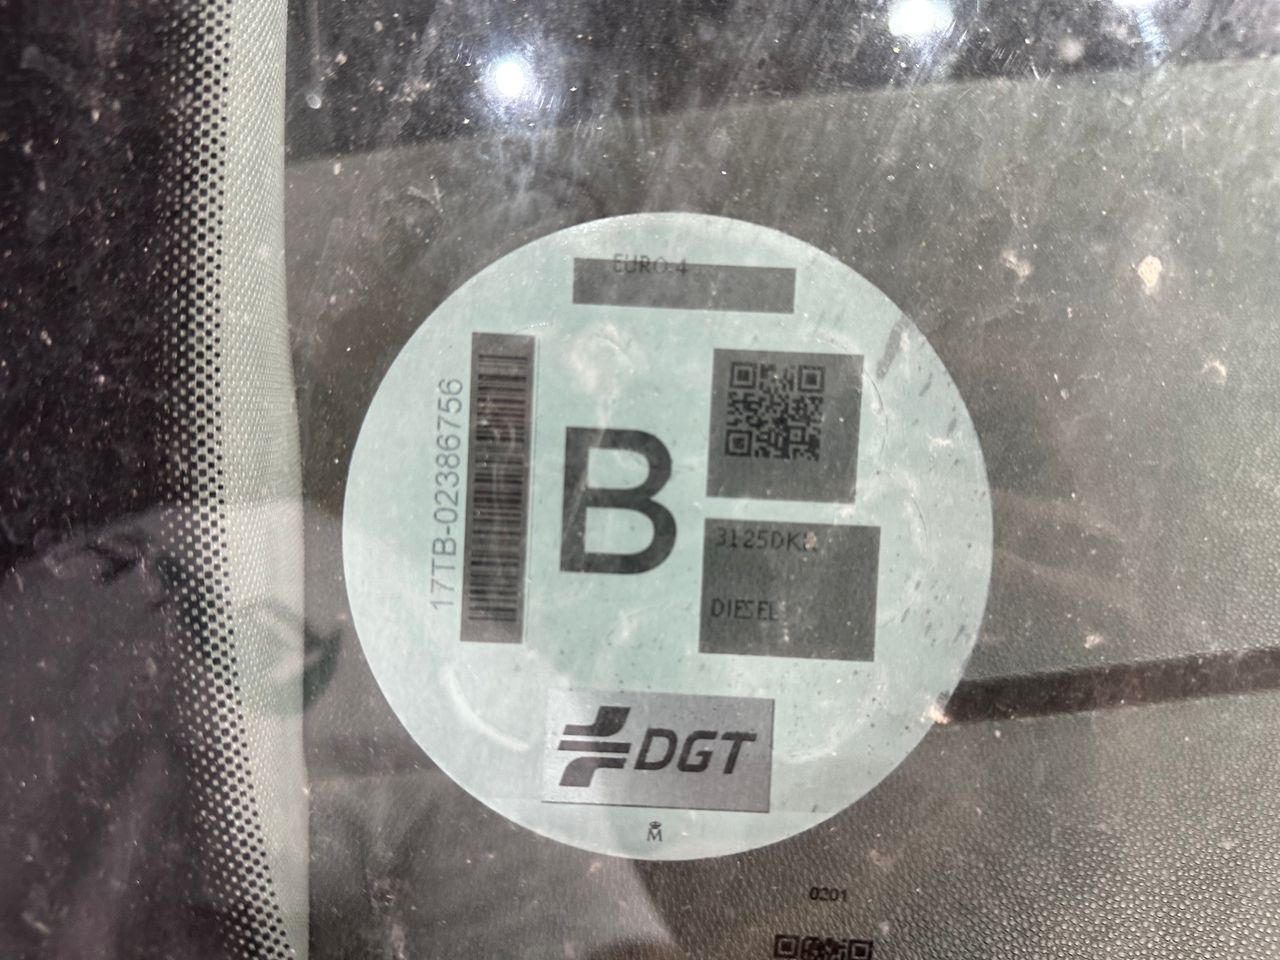 EURO 4
17TB-02386756
B
DIESEL
DGT
M
0201